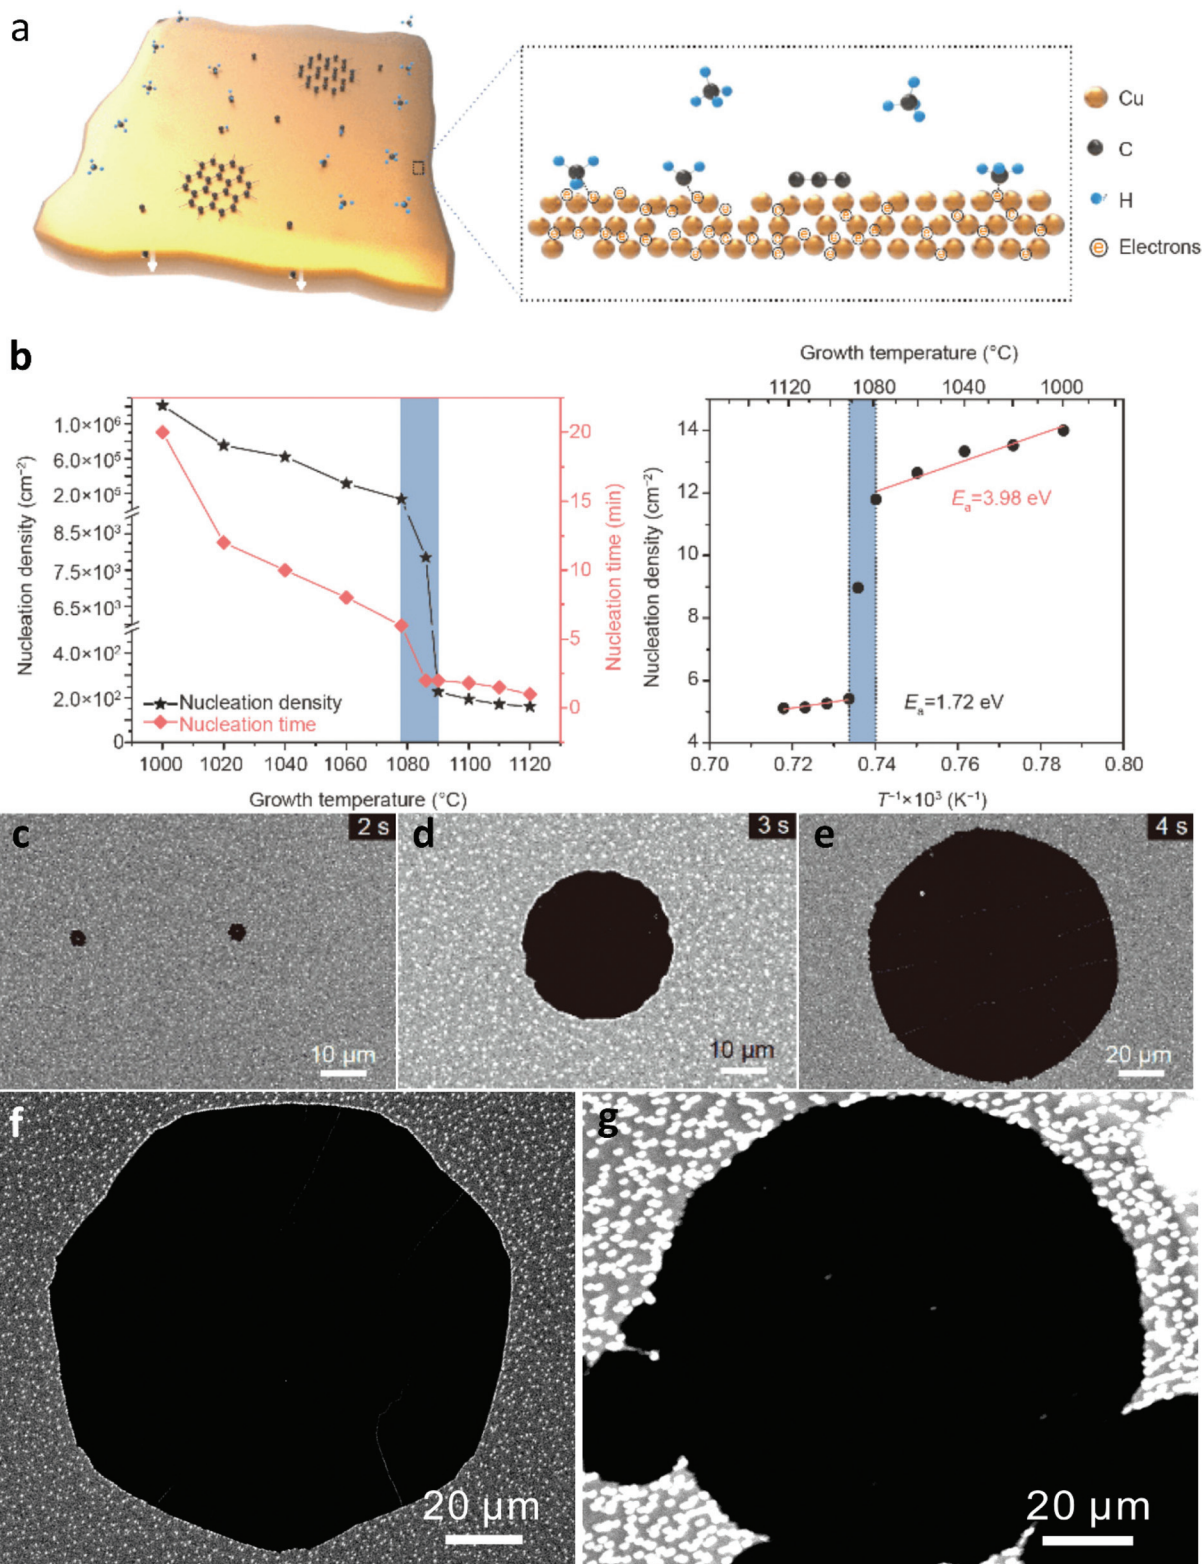 a
Cu
C
H
e Electrons
b
Nucleation density (cm⁻²)
1.0×10⁶
6.0×10⁵
2.0×10⁵
8.5×10³
7.5×10³
6.5×10³
4.0×10²
2.0×10²
0
Nucleation density
Nucleation time
1000 1020 1040 1060 1080 1100 1120
Growth temperature (°C)
20
15
10
5
0
Nucleation time (min)
Growth temperature (°C)
1120 1080 1040 1000
Nucleation density (cm⁻²)
14
12
10
8
6
4
Eₐ=3.98 eV
Eₐ=1.72 eV
0.70 0.72 0.74 0.76 0.78 0.80
T⁻¹×10³ (K⁻¹)
c 2 s
10 µm
d 3 s
10 µm
e 4 s
20 µm
f
20 µm
g
20 µm